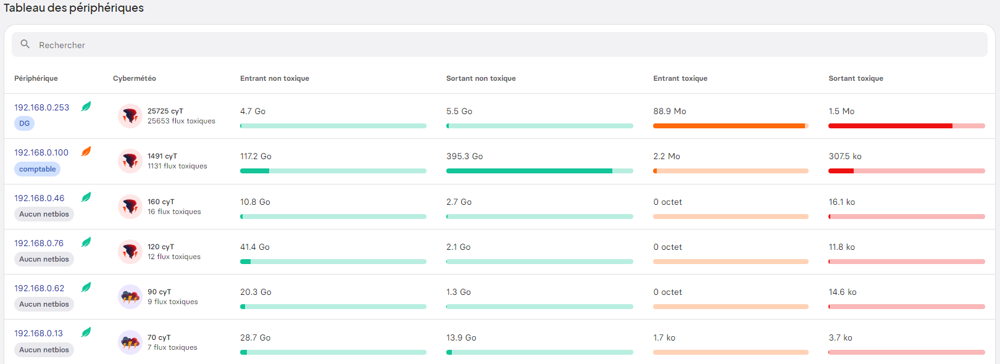 Tableau des périphériques
Rechercher
Périphérique Cybermétéo Entrant non toxique Sortant non toxique Entrant toxique Sortant toxique
192.168.0.253 25725 cyT 4.7 Go 5.5 Go 88.9 Mo 1.5 Mo
DG 25653 flux toxiques
192.168.0.100 1491 cyT 117.2 Go 395.3 Go 2.2 Mo 307.5 ko
comptable 1131 flux toxiques
192.168.0.46 160 cyT 10.8 Go 2.7 Go 0 octet 16.1 ko
Aucun netbios 16 flux toxiques
192.168.0.76 120 cyT 41.4 Go 2.1 Go 0 octet 11.8 ko
Aucun netbios 12 flux toxiques
192.168.0.62 90 cyT 20.3 Go 1.3 Go 0 octet 14.6 ko
Aucun netbios 9 flux toxiques
192.168.0.13 70 cyT 28.7 Go 13.9 Go 1.7 ko 3.7 ko
Aucun netbios 7 flux toxiques